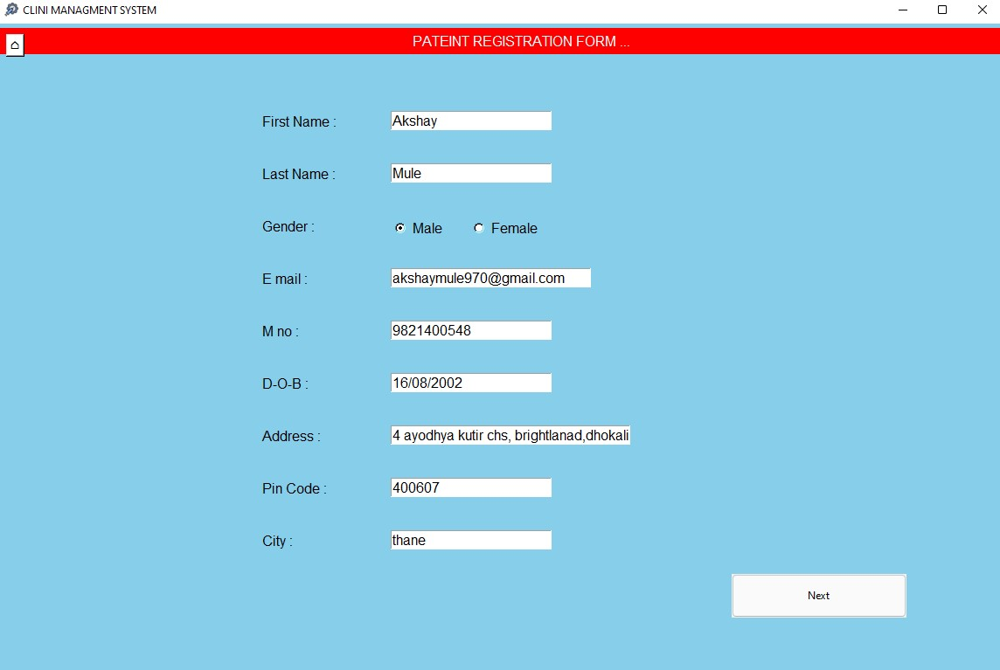 CLINI MANAGMENT SYSTEM
PATEINT REGISTRATION FORM ...
First Name : Akshay
Last Name : Mule
Gender : Male Female
E mail : akshaymule970@gmail.com
M no : 9821400548
D-O-B : 16/08/2002
Address : 4 ayodhya kutir chs, brightlanad,dhokali
Pin Code : 400607
City : thane
Next